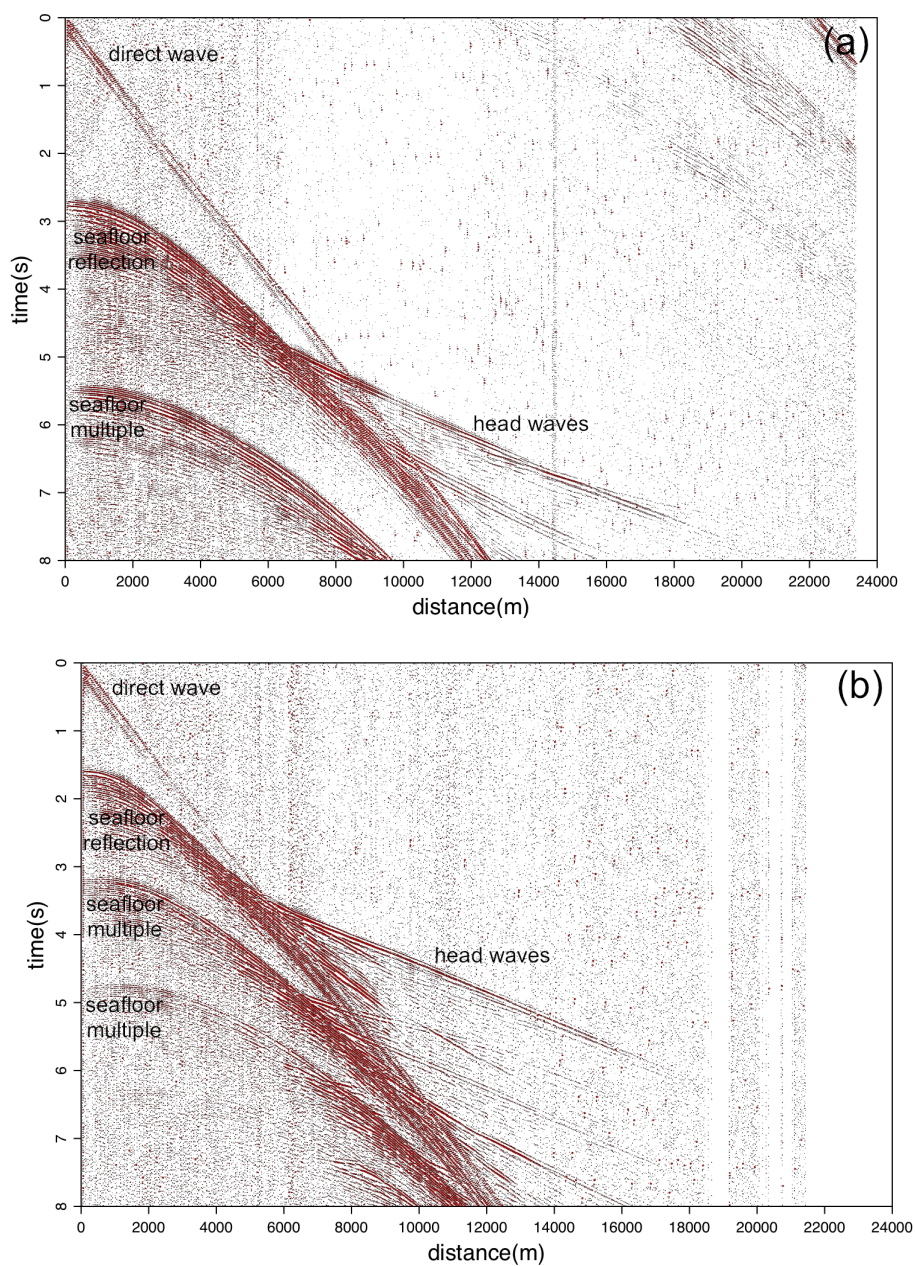 0
(a)
direct wave
1
2
3
seafloor
reflection
4
time(s)
5
seafloor
multiple
head waves
6
7
8
0 2000 4000 6000 8000 10000 12000 14000 16000 18000 20000 22000 24000
distance(m)
0
(b)
direct wave
1
2
seafloor
reflection
3
seafloor
multiple
4
time(s)
head waves
5
seafloor
multiple
6
7
8
0 2000 4000 6000 8000 10000 12000 14000 16000 18000 20000 22000 24000
distance(m)